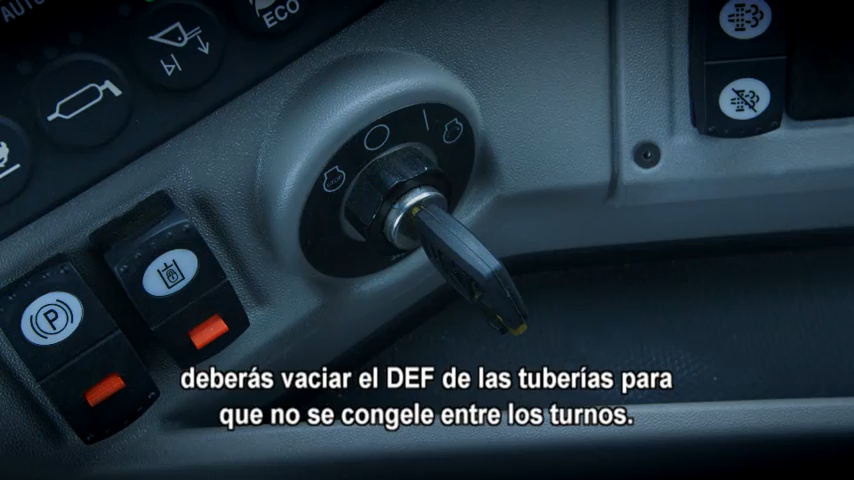 AUTO
ECO
P
deberás vaciar el DEF de las tuberías para
que no se congele entre los turnos.